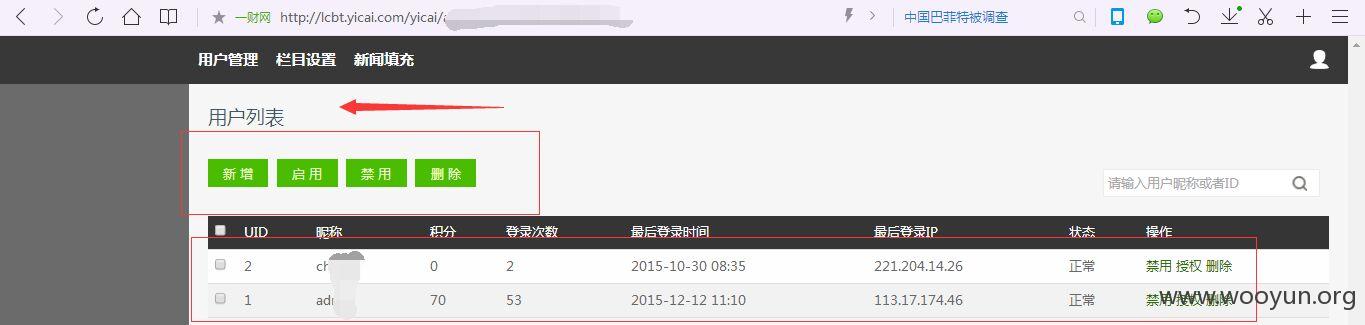 一财网 http://lcbt.yicai.com/yicai/a 中国巴菲特被调查
用户管理 栏目设置 新闻填充
用户列表
新增 启用 禁用 删除
请输入用户昵称或者ID
UID 昵称 积分 登录次数 最后登录时间 最后登录IP 状态 操作
2 ch 0 2 2015-10-30 08:35 221.204.14.26 正常 禁用 授权 删除
1 adm 70 53 2015-12-12 11:10 113.17.174.46 正常 禁用 授权 删除
www.wooyun.org